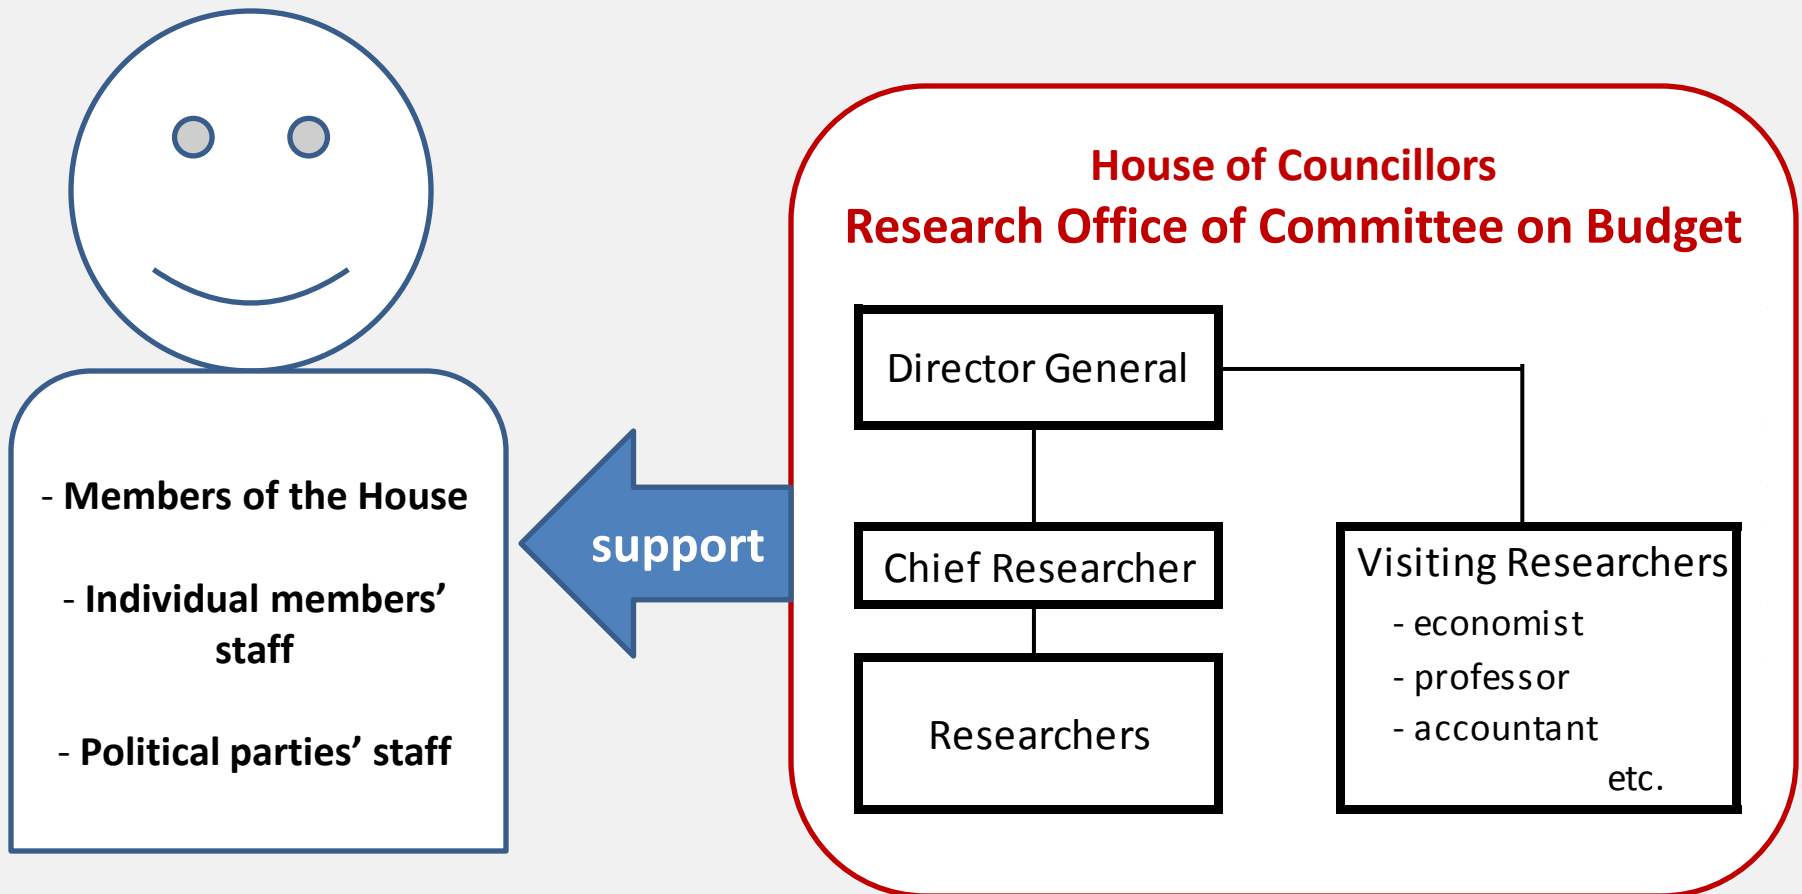 - Members of the House
- Individual members’
staff
- Political parties’ staff
support
House of Councillors
Research Office of Committee on Budget
Director General
Chief Researcher
Researchers
Visiting Researchers
- economist
- professor
- accountant
etc.